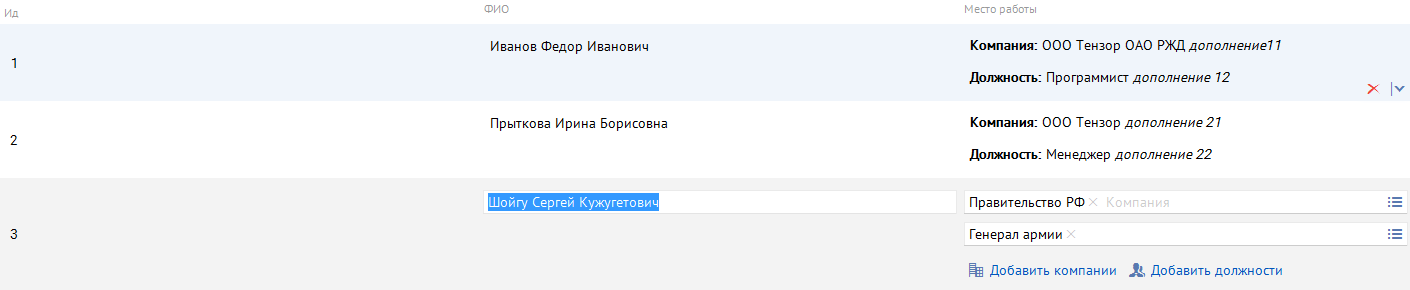 Ид ФИО Место работы
1 Иванов Федор Иванович Компания: ООО Тензор ОАО РЖД дополнение11
Должность: Программист дополнение 12
2 Прыткова Ирина Борисовна Компания: ООО Тензор дополнение 21
Должность: Менеджер дополнение 22
3 Шойгу Сергей Кужугетович Правительство РФ Компания
Генерал армии
Добавить компании Добавить должности